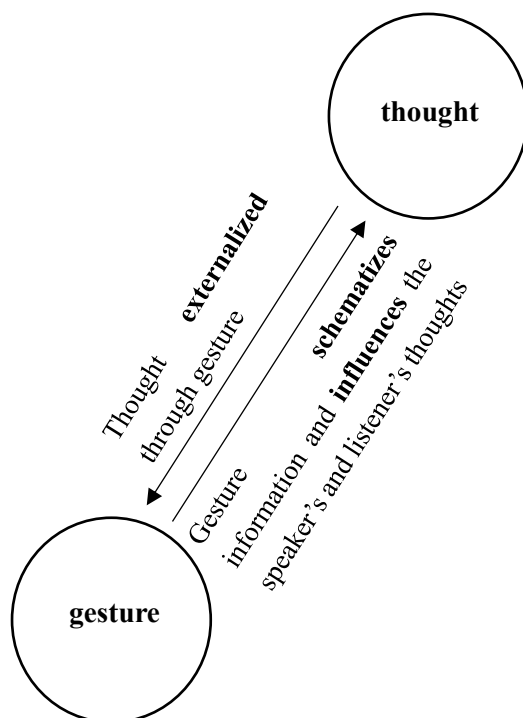 thought
Thought externalized
through gesture
Gesture schematizes
information and influences the
speaker’s and listener’s thoughts
gesture